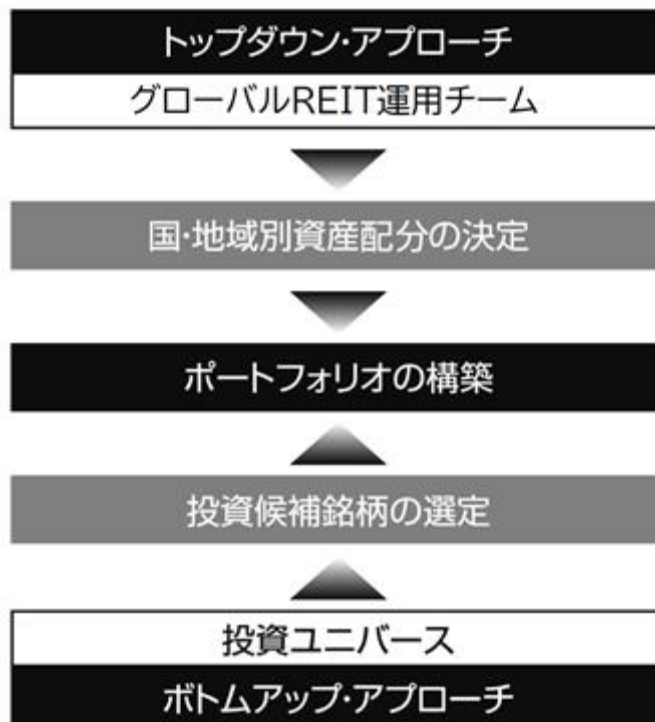 トップダウン・アプローチ
グローバルREIT運用チーム
国・地域別資産配分の決定
ポートフォリオの構築
投資候補銘柄の選定
投資ユニバース
ボトムアップ・アプローチ